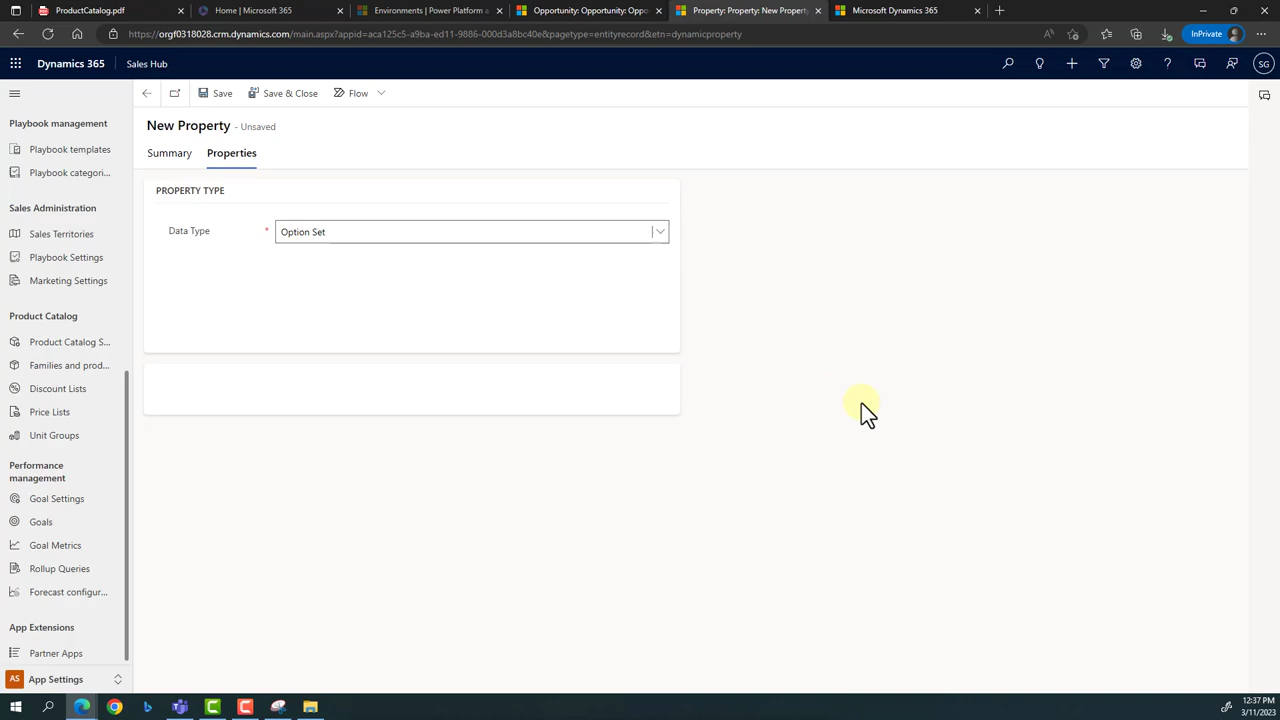 ProductCatalog.pdf
Home | Microsoft 365
Environments | Power Platform a
Opportunity: Opportunity: Oppo
Property: Property: New Property
Microsoft Dynamics 365
https://orgf0318028.crm.dynamics.com/main.aspx?appid=aca125c5-a9ba-ed11-9886-000d3a8bc40e&pagetype=entityrecord&etn=dynamicproperty
InPrivate
Dynamics 365
Sales Hub
SG
Save
Save & Close
Flow
New Property - Unsaved
Summary
Properties
PROPERTY TYPE
Data Type *
Option Set
Playbook management
Playbook templates
Playbook categori...
Sales Administration
Sales Territories
Playbook Settings
Marketing Settings
Product Catalog
Product Catalog S...
Families and prod...
Discount Lists
Price Lists
Unit Groups
Performance
management
Goal Settings
Goals
Goal Metrics
Rollup Queries
Forecast configur...
App Extensions
Partner Apps
AS
App Settings
12:37 PM
3/11/2023